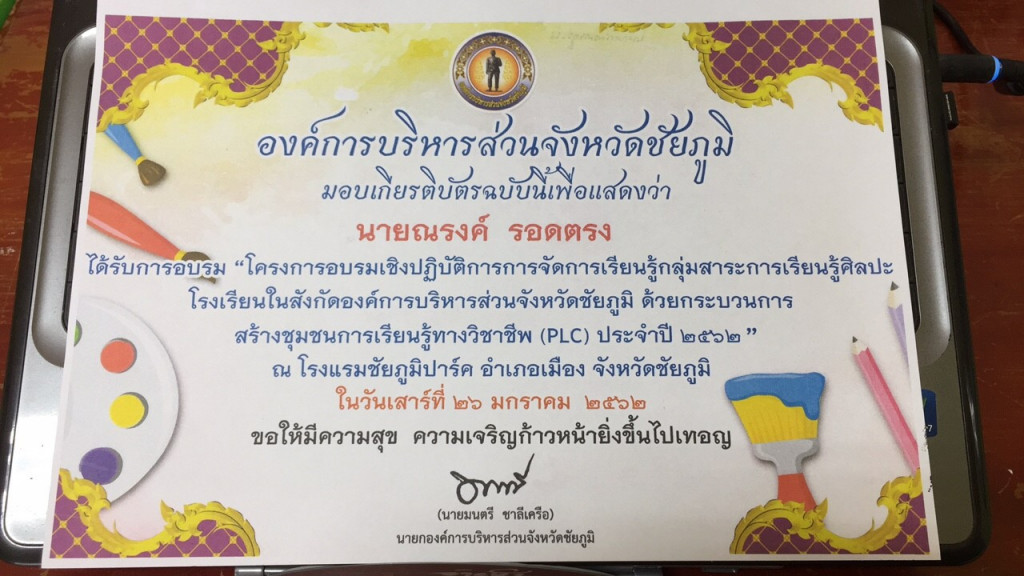 องค์การบริหารส่วนจังหวัดชัยภูมิ
มอบเกียรติบัตรฉบับนี้เพื่อแสดงว่า
นายณรงค์ รอดตรง
ได้รับการอบรม “โครงการอบรมเชิงปฏิบัติการการจัดการเรียนรู้กลุ่มสาระการเรียนรู้ศิลปะ
โรงเรียนในสังกัดองค์การบริหารส่วนจังหวัดชัยภูมิ ด้วยกระบวนการ
สร้างชุมชนการเรียนรู้ทางวิชาชีพ (PLC) ประจำปี ๒๕๖๒ ”
ณ โรงแรมชัยภูมิปาร์ค อำเภอเมือง จังหวัดชัยภูมิ
ในวันเสาร์ที่ ๒๖ มกราคม ๒๕๖๒
ขอให้มีความสุข ความเจริญก้าวหน้ายิ่งขึ้นไปเทอญ
(นายมนตรี ชาลีเครือ)
นายกองค์การบริหารส่วนจังหวัดชัยภูมิ